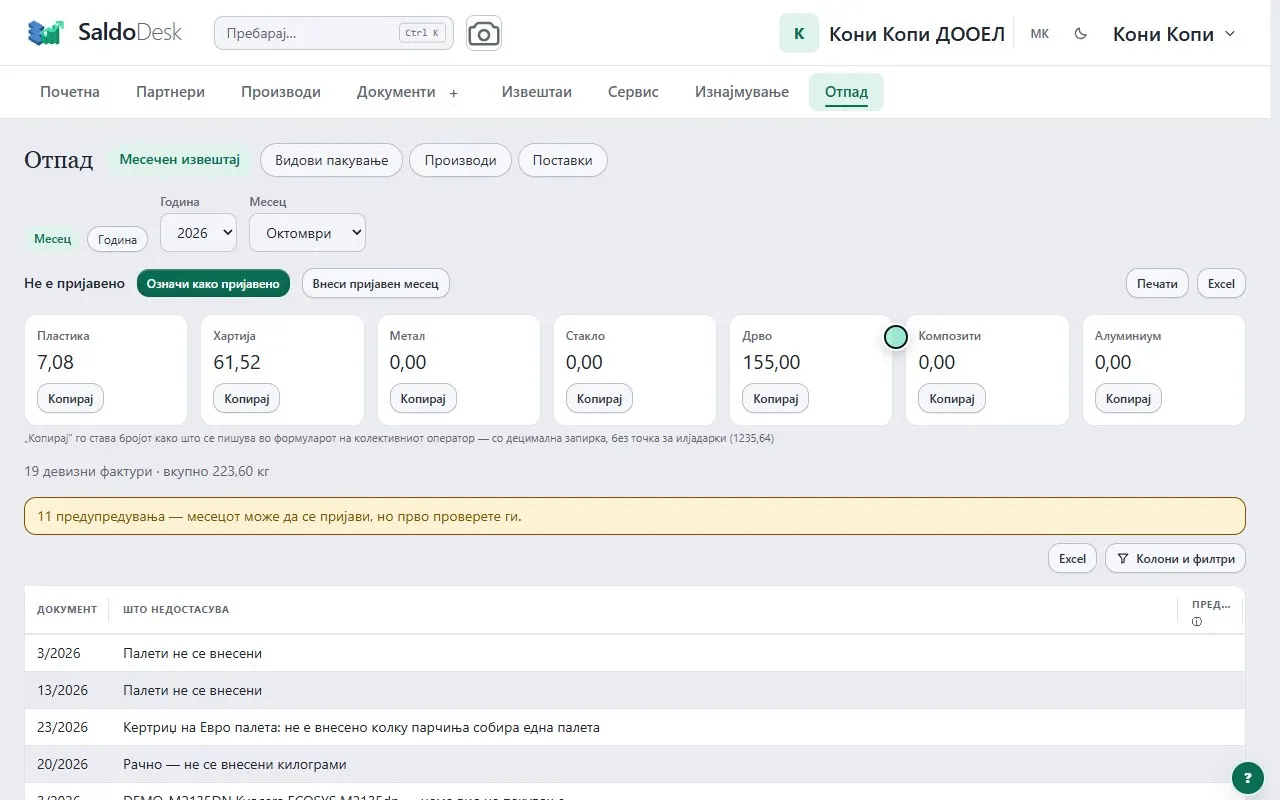 SaldoDesk
Пребарај... Ctrl K
К Кони Копи ДООЕЛ МК Кони Копи
Почетна Партнери Производи Документи + Извештаи Сервис Изнајмување Отпад
Отпад Месечен извештај Видови пакување Производи Поставки
Година Месец
Месец Година 2026 Октомври
Не е пријавено Означи како пријавено Внеси пријавен месец Печати Excel
Пластика Хартија Метал Стакло Дрво Композити Алуминиум
7,08 61,52 0,00 0,00 155,00 0,00 0,00
Копирај Копирај Копирај Копирај Копирај Копирај Копирај
„Копирај“ го става бројот како што се пишува во формуларот на колективниот оператор — со децимална запирка, без точка за илјадарки (1235,64)
19 девизни фактури · вкупно 223,60 кг
11 предупредувања — месецот може да се пријави, но прво проверете ги.
Excel Колони и филтри
ДОКУМЕНТ ШТО НЕДОСТАСУВА ПРЕД...
3/2026 Палети не се внесени
13/2026 Палети не се внесени
23/2026 Кертриџ на Евро палета: не е внесено колку парчиња собира една палета
20/2026 Рачно — не се внесени килограми
?